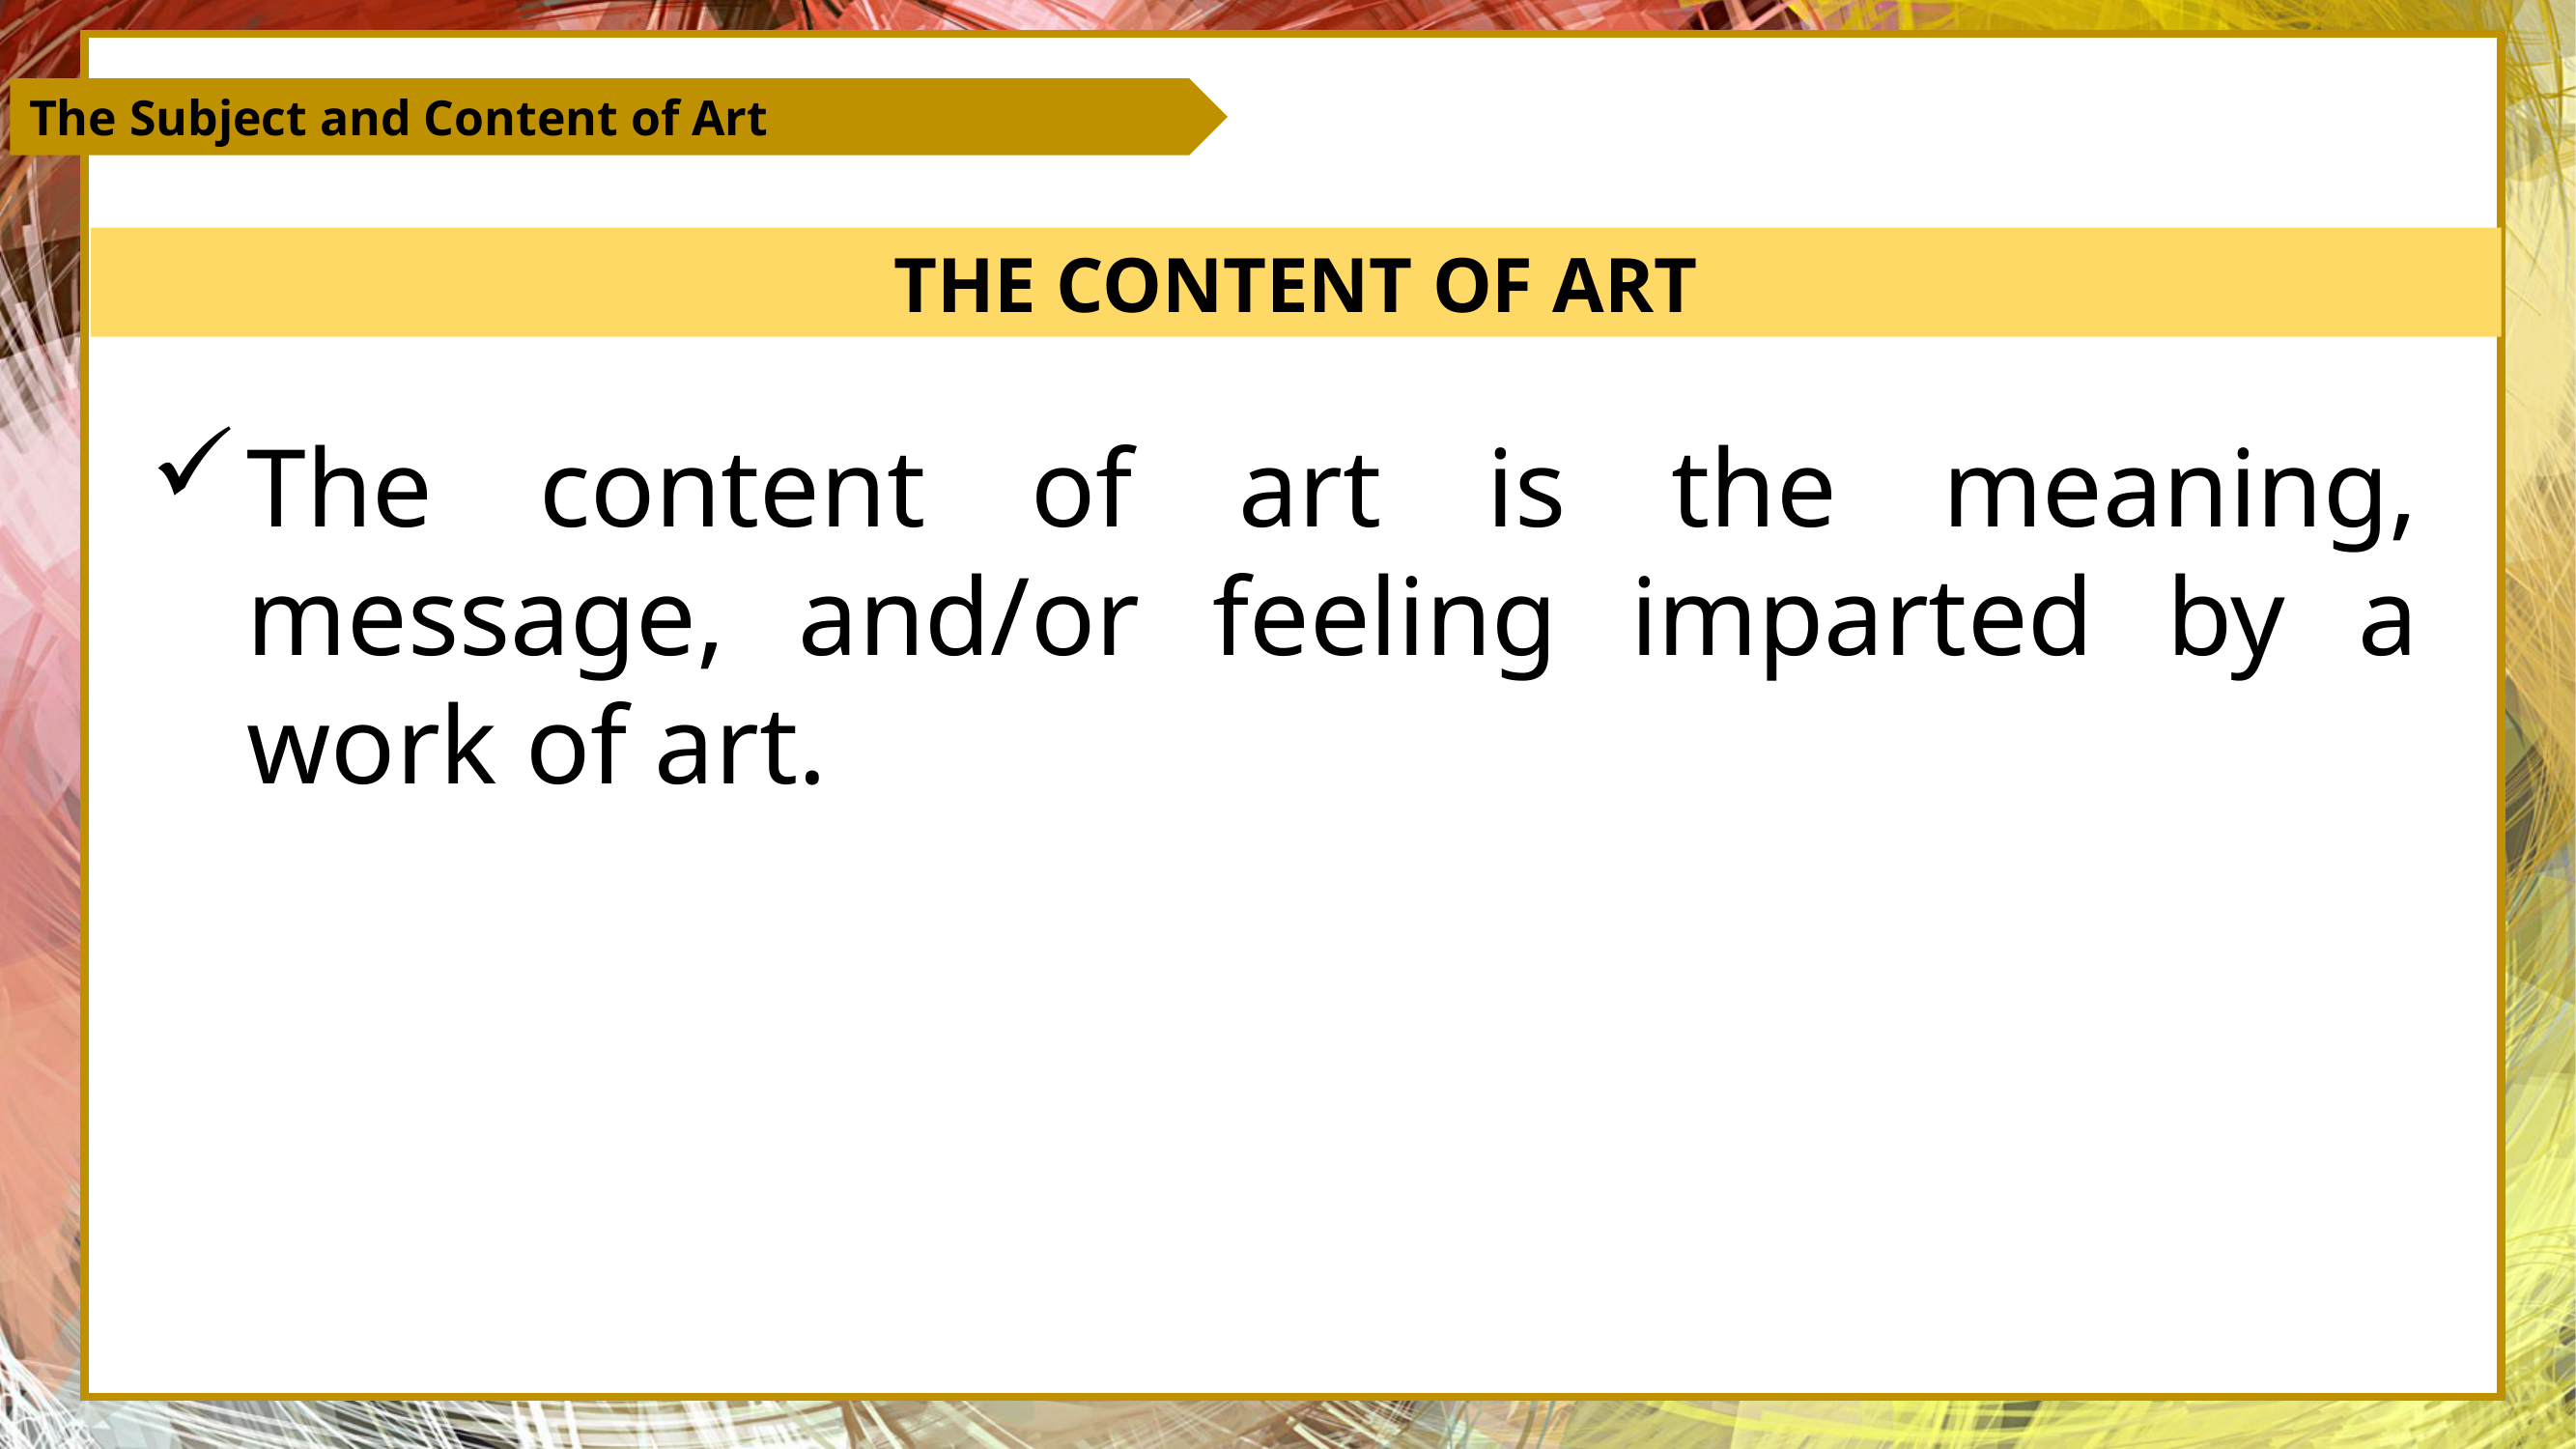 The Subject and Content of Art
THE CONTENT OF ART
✓The content of art is the meaning,
message, and/or feeling imparted by a
work of art.